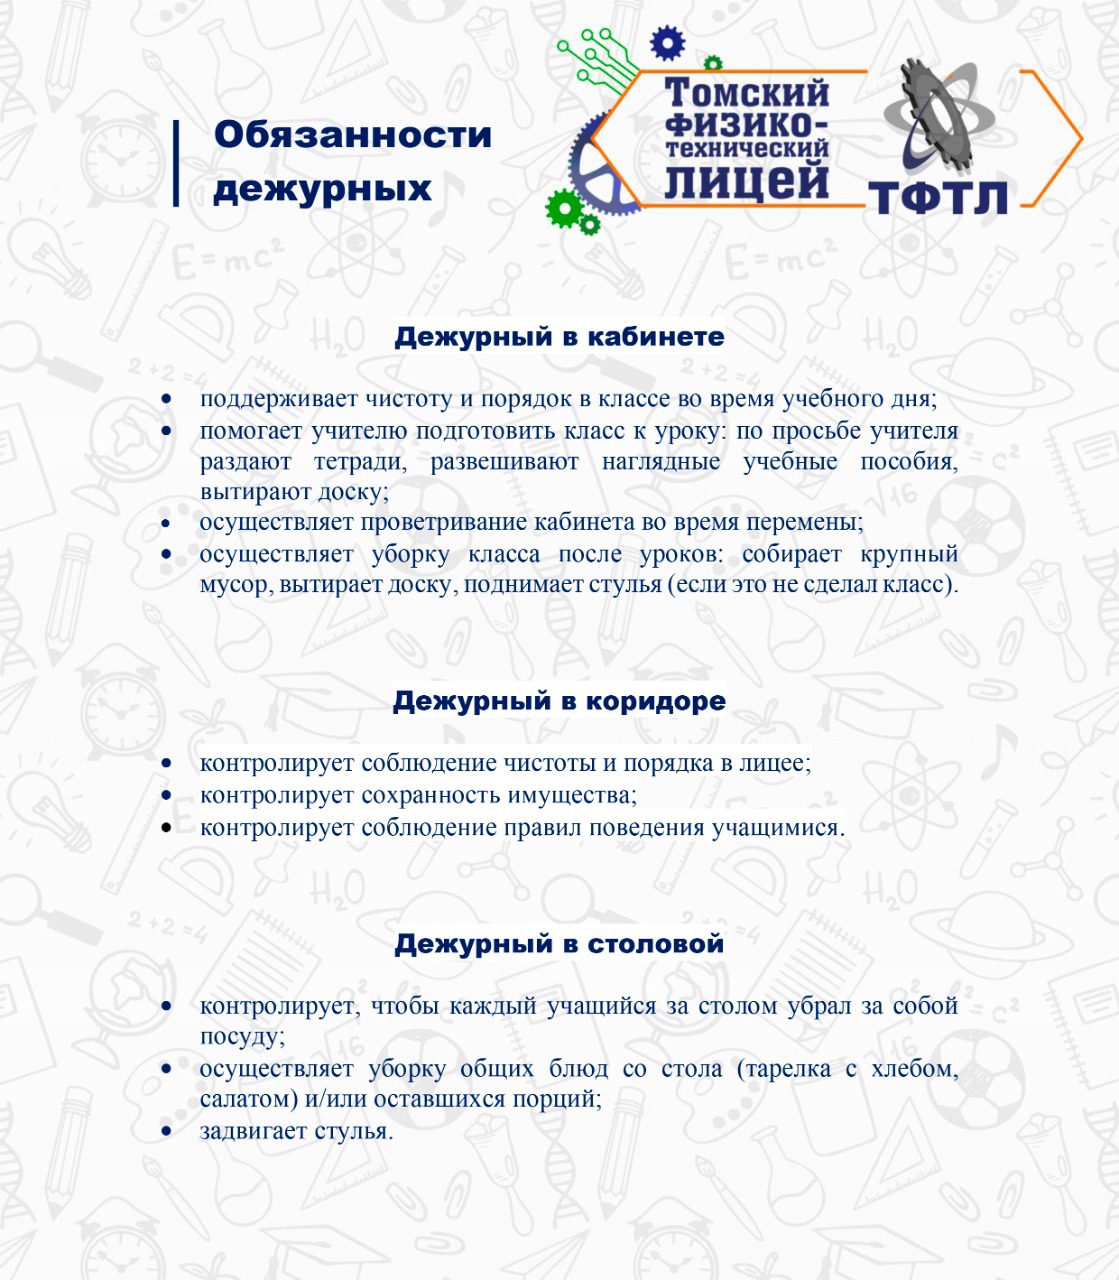 Обязанности
дежурных
Томский
физико-
технический
лицей
ТФТЛ
Дежурный в кабинете
• поддерживает чистоту и порядок в классе во время учебного дня;
• помогает учителю подготовить класс к уроку: по просьбе учителя
раздают тетради, развешивают наглядные учебные пособия,
вытирают доску;
• осуществляет проветривание кабинета во время перемены;
• осуществляет уборку класса после уроков: собирает крупный
мусор, вытирает доску, поднимает стулья (если это не сделал класс).
Дежурный в коридоре
• контролирует соблюдение чистоты и порядка в лицее;
• контролирует сохранность имущества;
• контролирует соблюдение правил поведения учащимися.
Дежурный в столовой
• контролирует, чтобы каждый учащийся за столом убрал за собой
посуду;
• осуществляет уборку общих блюд со стола (тарелка с хлебом,
салатом) и/или оставшихся порций;
• задвигает стулья.